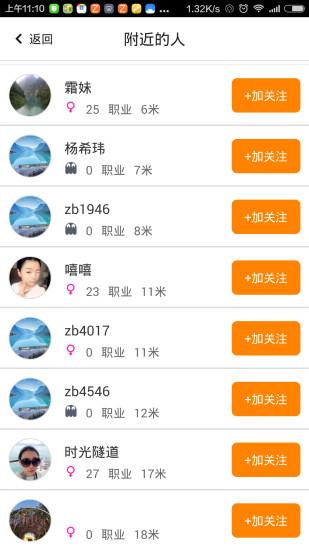 上午11:10 ... 1.32K/s
返回 附近的人
霜妹
25 职业 6米
+加关注
杨希玮
0 职业 7米
+加关注
zb1946
0 职业 8米
+加关注
嘻嘻
23 职业 11米
+加关注
zb4017
0 职业 11米
+加关注
zb4546
0 职业 12米
+加关注
时光隧道
27 职业 17米
+加关注
0 职业 18米
+加关注